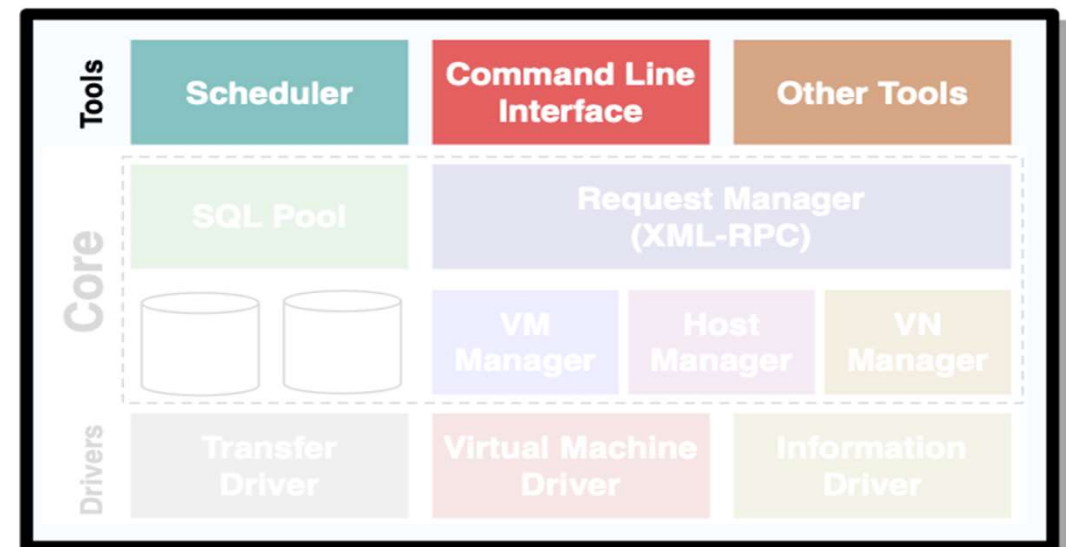 Tools
Scheduler
Command Line
Interface
Other Tools
Core
SQL Pool
Request Manager
(XML-RPC)
VM
Manager
Host
Manager
VN
Manager
Drivers
Transfer
Driver
Virtual Machine
Driver
Information
Driver